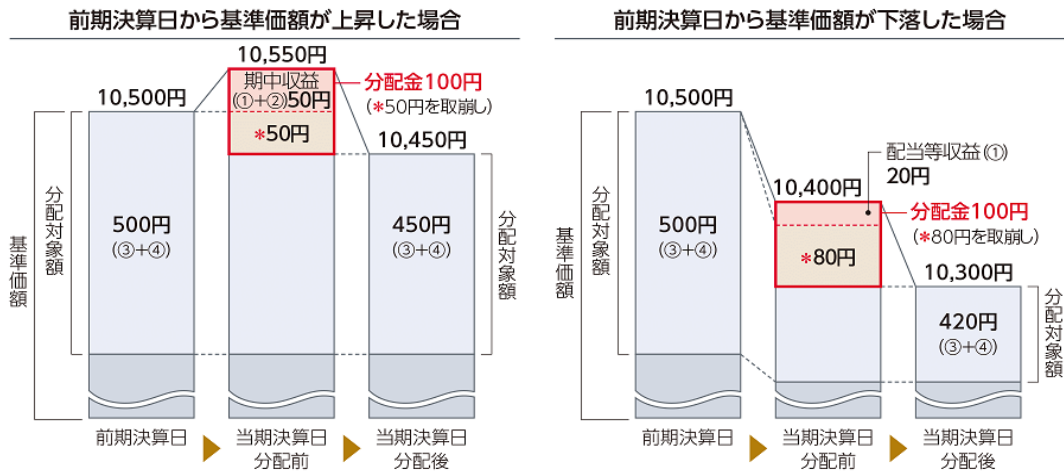 前期決算日から基準価額が上昇した場合
10,550円
期中収益
(①+②)50円
分配金100円
(*50円を取崩し)
10,500円
*50円
10,450円
500円
(③+④)
450円
(③+④)
分配対象額
基準価額
分配対象額
前期決算日
当期決算日
分配前
当期決算日
分配後
前期決算日から基準価額が下落した場合
10,500円
配当等収益(①)
20円
10,400円
分配金100円
(*80円を取崩し)
500円
(③+④)
*80円
10,300円
420円
(③+④)
分配対象額
基準価額
分配対象額
前期決算日
当期決算日
分配前
当期決算日
分配後